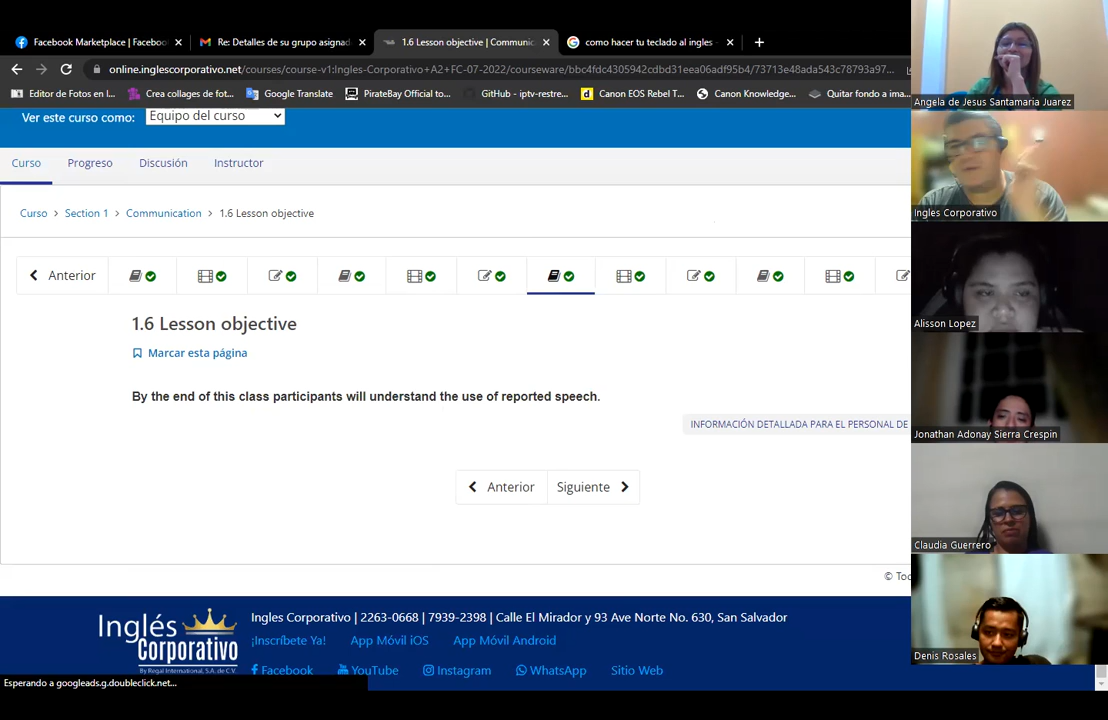 Facebook Marketplace | Faceboo
Re: Detalles de su grupo asignad
1.6 Lesson objective | Communic
como hacer tu teclado al ingles -
online.inglescorporativo.net/courses/course-v1:Ingles-Corporativo+A2+FC-07-2022/courseware/bbc4fdc4305942cdbd31eea06adf95b4/73713e48ada543c78793a97...
Editor de Fotos en l...
Crea collages de fot...
Google Translate
PirateBay Official to...
GitHub - iptv-restre...
Canon EOS Rebel T...
Canon Knowledge...
Quitar fondo a ima...
Ver este curso como:
Equipo del curso
Curso
Progreso
Discusión
Instructor
Curso > Section 1 > Communication > 1.6 Lesson objective
Anterior
1.6 Lesson objective
Marcar esta página
By the end of this class participants will understand the use of reported speech.
INFORMACIÓN DETALLADA PARA EL PERSONAL DE
Anterior
Siguiente
© Too
Inglés
Corporativo
By Regal International, S.A. de C.V.
Ingles Corporativo | 2263-0668 | 7939-2398 | Calle El Mirador y 93 Ave Norte No. 630, San Salvador
¡Inscríbete Ya!
App Móvil iOS
App Móvil Android
Facebook
YouTube
Instagram
WhatsApp
Sitio Web
Esperando a googleads.g.doubleclick.net...
Angela de Jesus Santamaria Juarez
Ingles Corporativo
Alisson Lopez
Jonathan Adonay Sierra Crespin
Claudia Guerrero
Denis Rosales